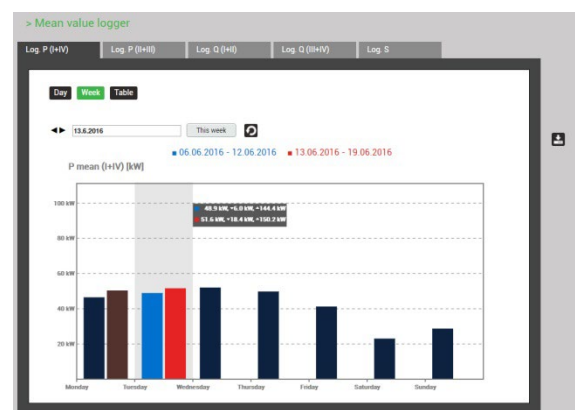 > Mean value logger
Log. P (I+IV) Log. P (II+III) Log. Q (I+II) Log. Q (III+IV) Log. S
Day Week Table
13.6.2016 This week
06.06.2016 - 12.06.2016 13.06.2016 - 19.06.2016
P mean (I+IV) [kW]
100 kW
48.9 kW, +6.0 kW, +144.4 kW
51.6 kW, +18.4 kW, +150.2 kW
80 kW
60 kW
40 kW
20 kW
Monday Tuesday Wednesday Thursday Friday Saturday Sunday